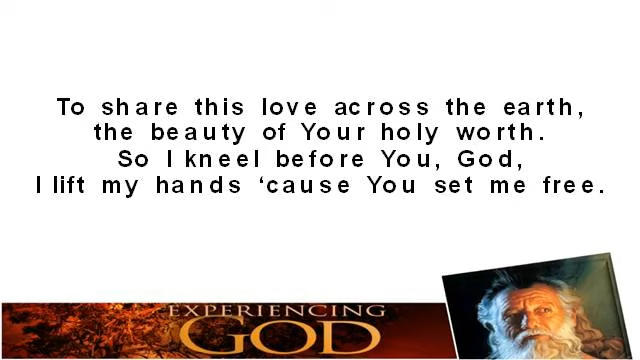 To share this love across the earth,
the beauty of Your holy worth.
So I kneel before You, God,
I lift my hands ‘cause You set me free.
EXPERIENCING
GOD